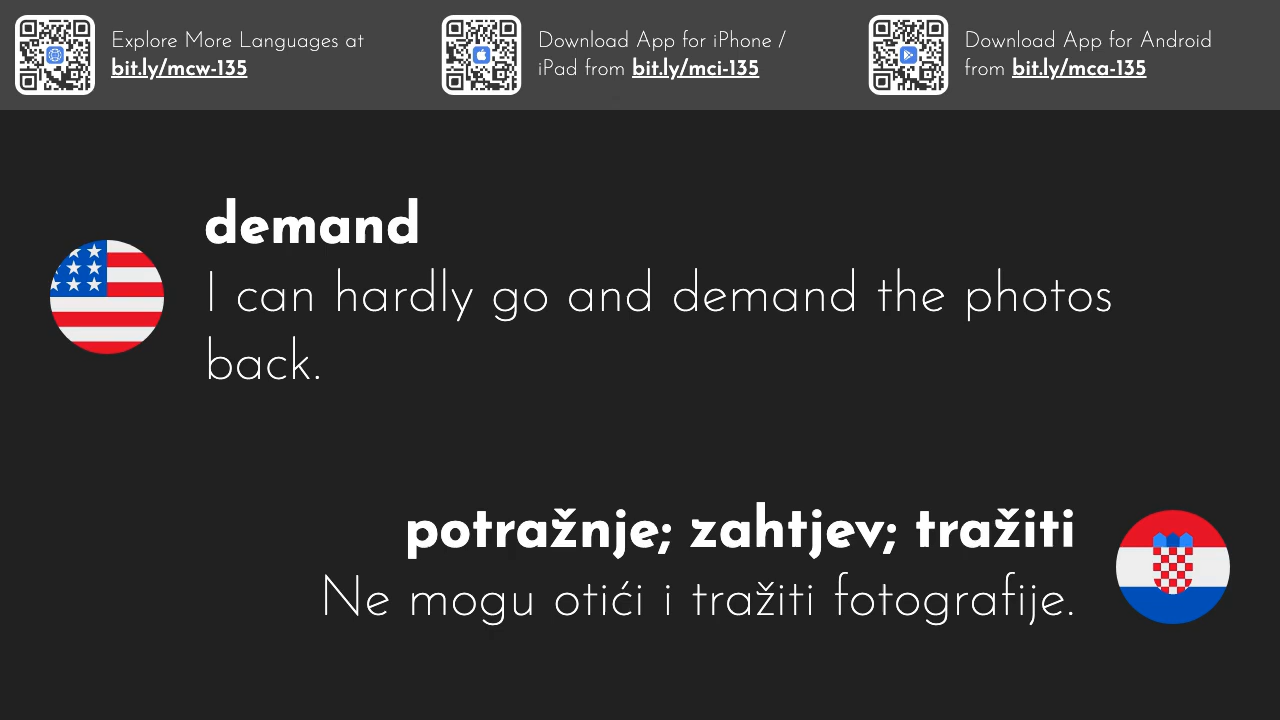 Explore More Languages at
bit.ly/mcw-135
Download App for iPhone /
iPad from bit.ly/mci-135
Download App for Android
from bit.ly/mca-135
demand
I can hardly go and demand the photos
back.
potražnje; zahtjev; tražiti
Ne mogu otići i tražiti fotografije.